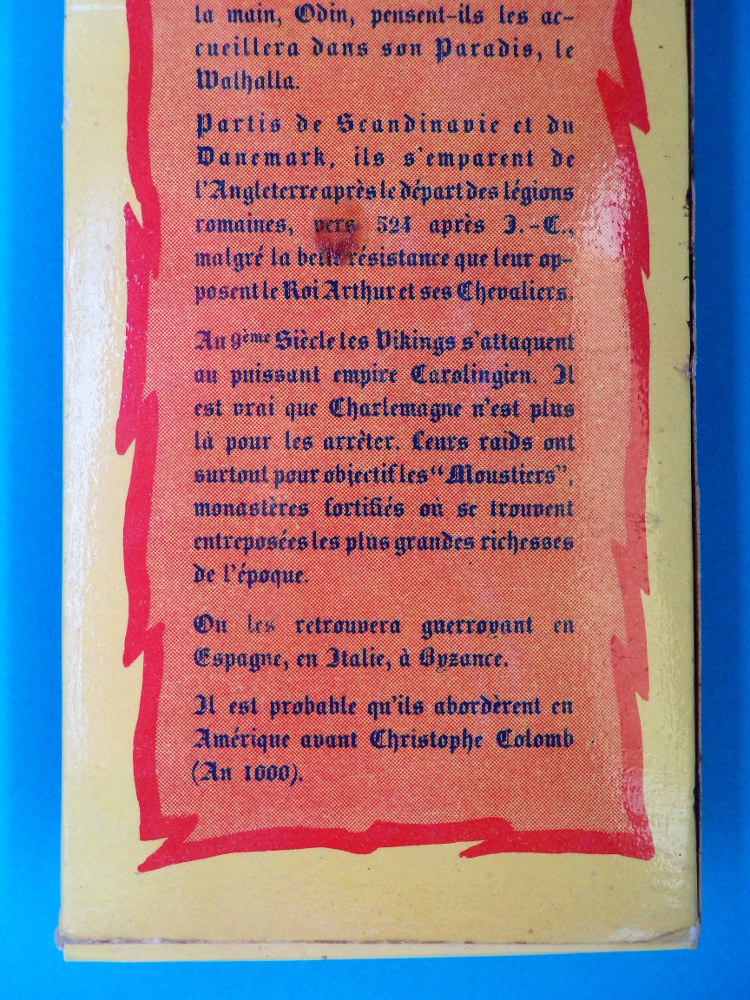 la main, Odin, pensent-ils les ac-
cueillera dans son Paradis, le
Walhalla.
Partis de Scandinavie et du
Danemark, ils s'emparent de
l'Angleterre après le départ des légions
romaines, vers 524 après J.-C.,
malgré la belle résistance que leur op-
posent le Roi Arthur et ses Chevaliers.
Au 9ème Siècle les Vikings s'attaquent
au puissant empire Carolingien. Il
est vrai que Charlemagne n'est plus
là pour les arrêter. Leurs raids ont
surtout pour objectif les "Moustiers",
monastères fortifiés où se trouvent
entreposées les plus grandes richesses
de l'époque.
On les retrouvera guerroyant en
Espagne, en Italie, à Byzance.
Il est probable qu'ils abordèrent en
Amérique avant Christophe Colomb
(An 1000).